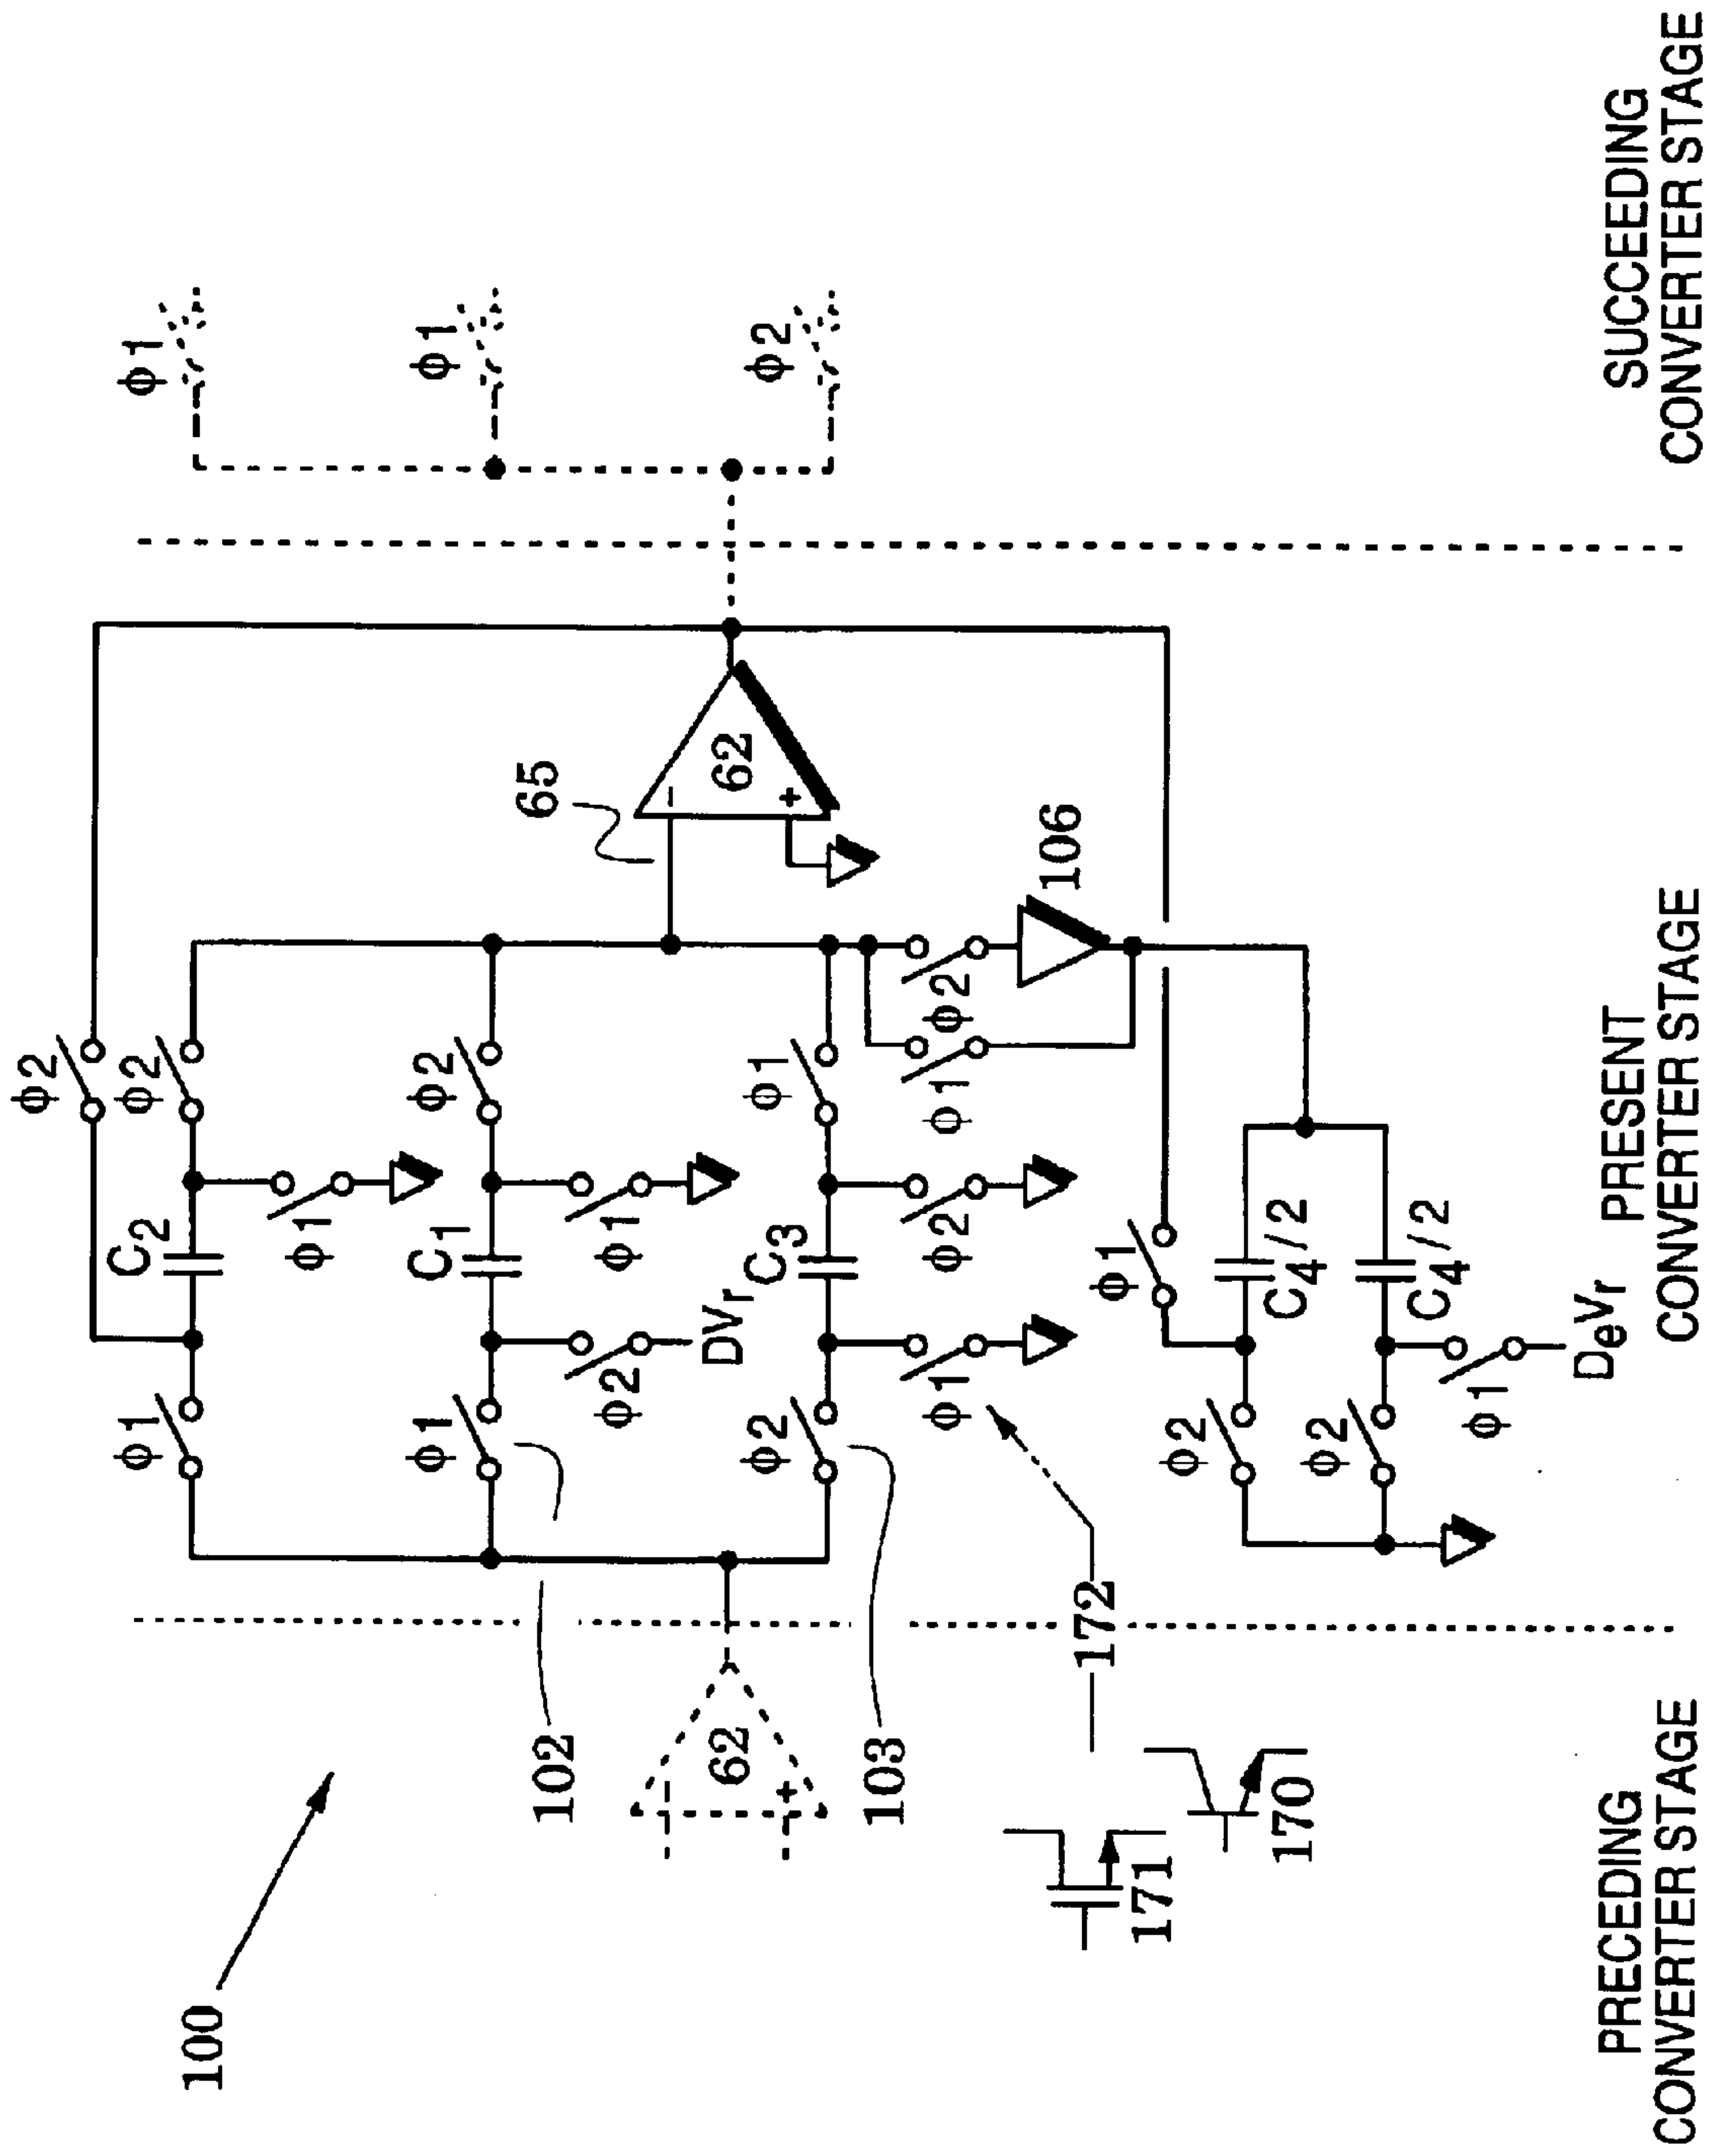 100
ϕ2
ϕ1
ϕ2
C2
ϕ1
ϕ1
ϕ1
ϕ2
C1
ϕ1
ϕ2
DVr
65
ϕ1
62
62
102
ϕ2
ϕ1
C3
ϕ2
103
ϕ1
ϕ2
ϕ2
ϕ1
106
172
171
170
ϕ1
ϕ2
C4/2
ϕ2
C4/2
ϕ1
DeVr
−
+
+
PRECEDING
CONVERTER STAGE
PRESENT
CONVERTER STAGE
SUCCEEDING
CONVERTER STAGE